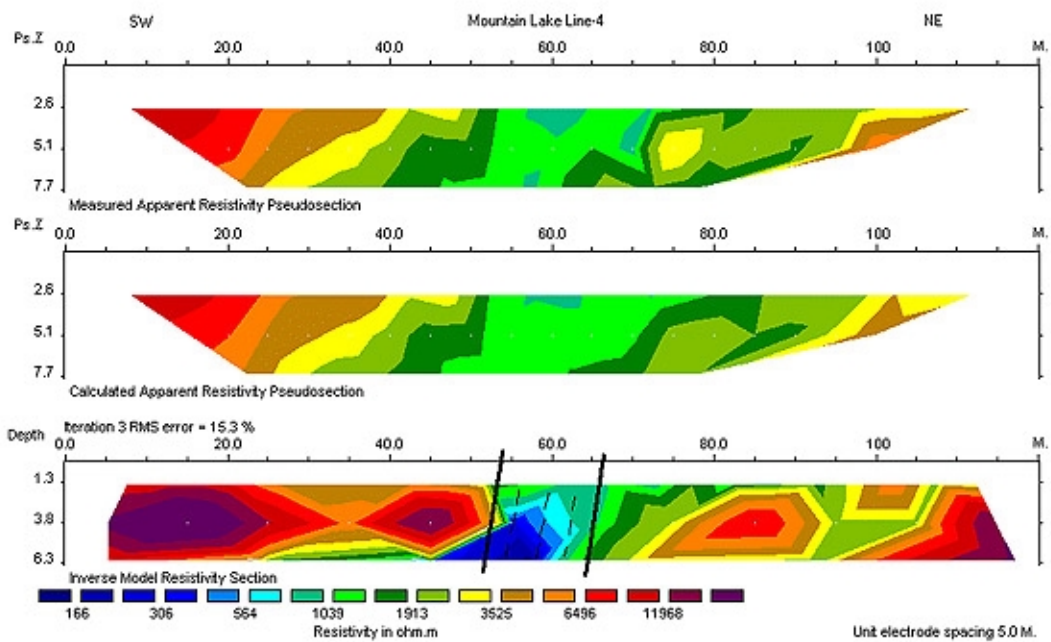 SW Mountain Lake Line-4 NE
Ps.Z 0.0 20.0 40.0 60.0 80.0 100 M.
2.6
5.1
7.7
Measured Apparent Resistivity Pseudosection
Ps.Z 0.0 20.0 40.0 60.0 80.0 100 M.
2.6
5.1
7.7
Calculated Apparent Resistivity Pseudosection
Iteration 3 RMS error = 15.3 %
Depth 0.0 20.0 40.0 60.0 80.0 100 M.
1.3
3.8
6.3
Inverse Model Resistivity Section
166 306 564 1039 1913 3525 6496 11968
Resistivity in ohm.m Unit electrode spacing 5.0 M.